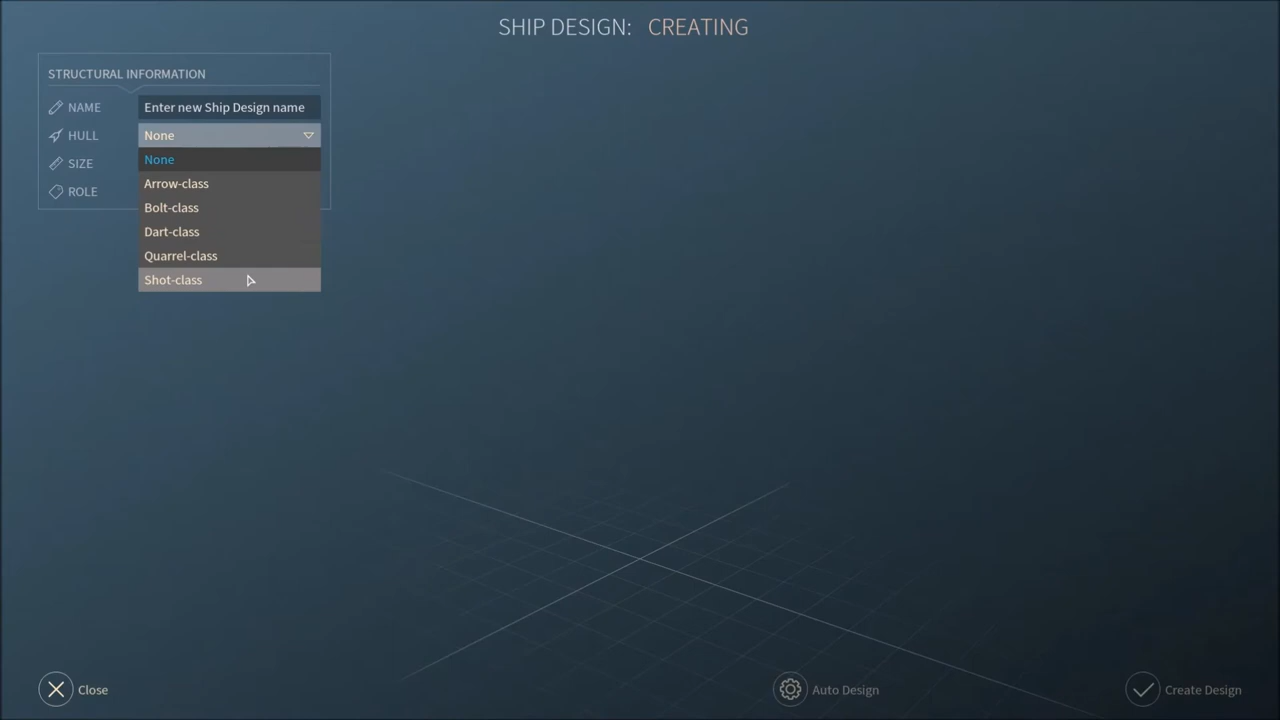 SHIP DESIGN: CREATING
STRUCTURAL INFORMATION
NAME Enter new Ship Design name
HULL None
SIZE None
Arrow-class
ROLE
Bolt-class
Dart-class
Quarrel-class
Shot-class
Close
Auto Design
Create Design